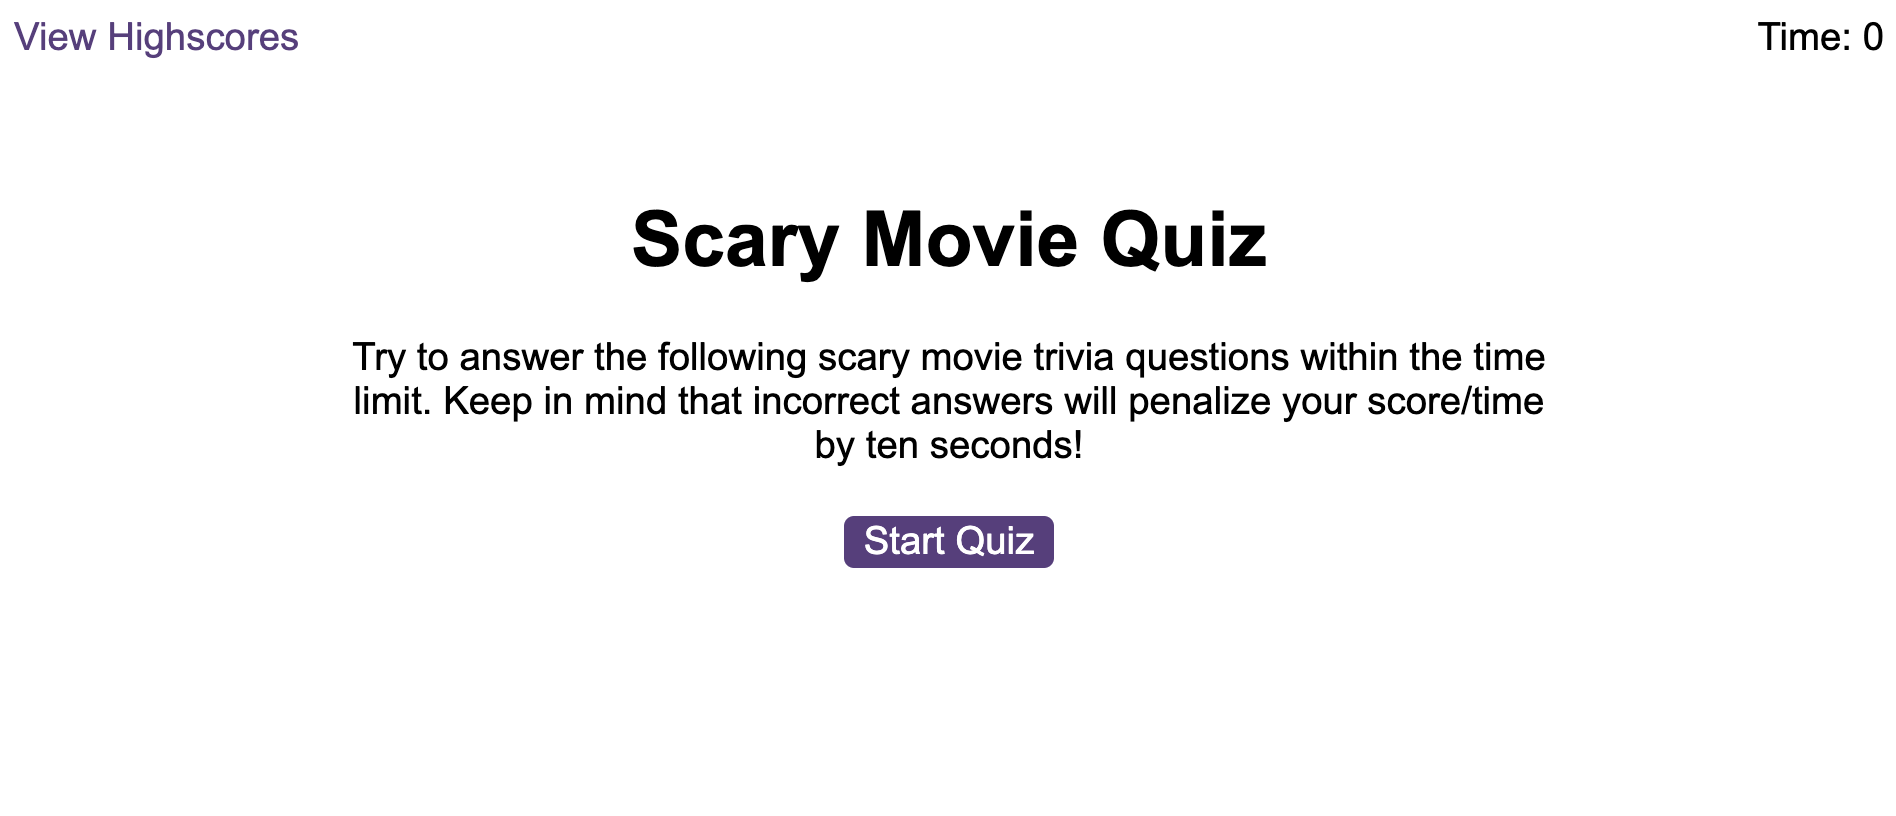 View Highscores
Time: 0
Scary Movie Quiz
Try to answer the following scary movie trivia questions within the time
limit. Keep in mind that incorrect answers will penalize your score/time
by ten seconds!
Start Quiz